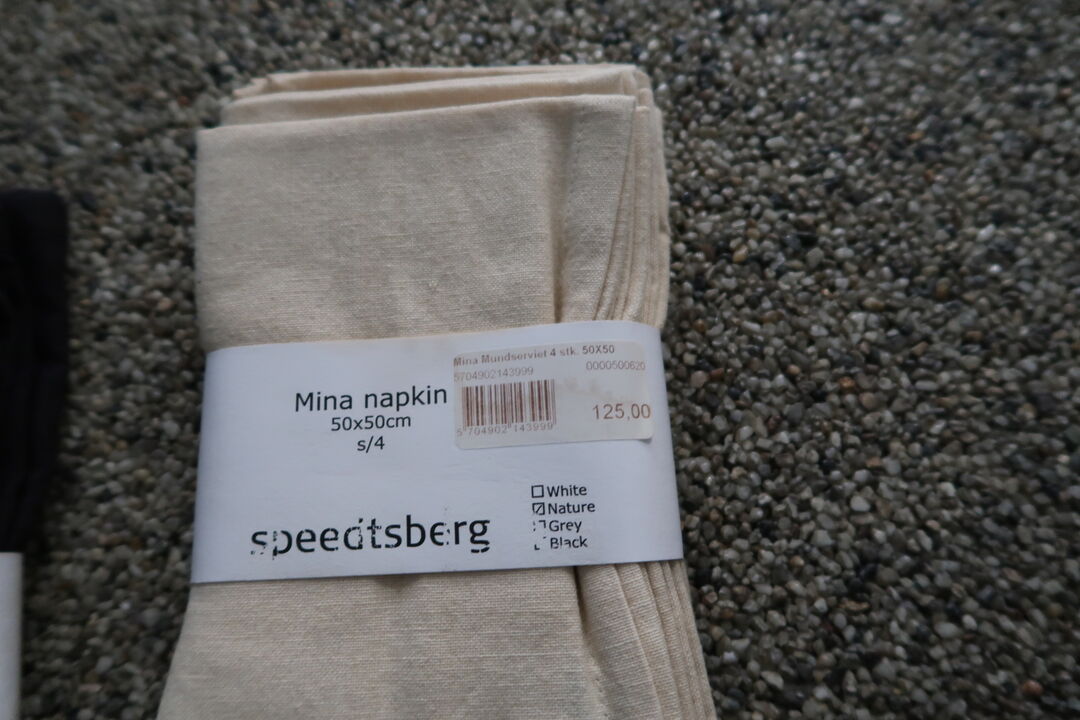 Mina Mundserviet 4 stk. 50X50
5704902143999 0000500620
125,00
5 704902 143999
Mina napkin
50x50cm
s/4
White
Nature
Grey
Black
speedtsberg